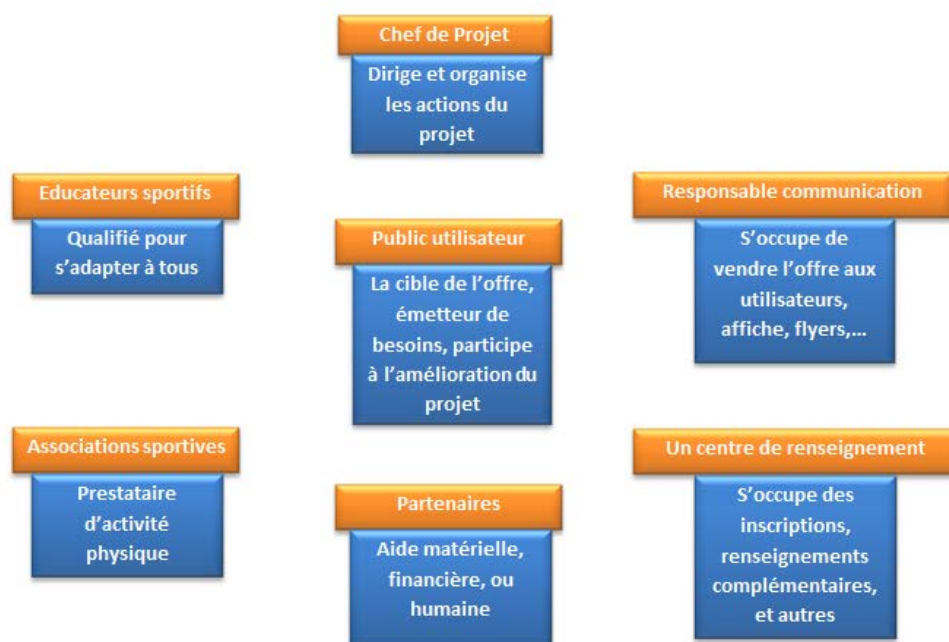 Chef de Projet
Dirige et organise
les actions du
projet
Educateurs sportifs
Qualifié pour
s’adapter à tous
Public utilisateur
La cible de l’offre,
émetteur de
besoins, participe
à l’amélioration du
projet
Responsable communication
S’occupe de
vendre l’offre aux
utilisateurs,
affiche, flyers,...
Associations sportives
Prestataire
d’activité
physique
Partenaires
Aide matérielle,
financière, ou
humaine
Un centre de renseignement
S’occupe des
inscriptions,
renseignements
complémentaires,
et autres